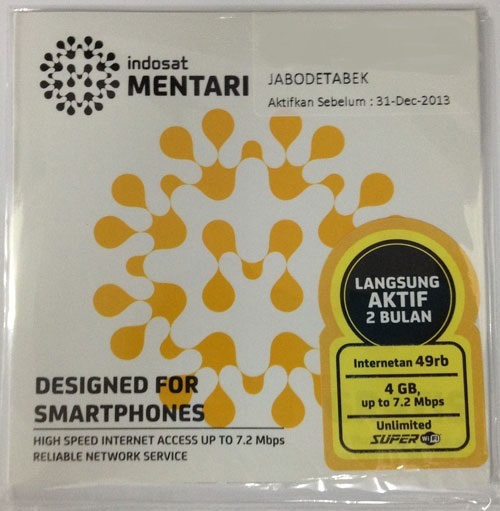 indosat
MENTARI
JABODETABEK
Aktifkan Sebelum : 31-Dec-2013
LANGSUNG
AKTIF
2 BULAN
Internetan 49rb
4 GB,
up to 7.2 Mbps
Unlimited
SUPER WiFi
DESIGNED FOR
SMARTPHONES
HIGH SPEED INTERNET ACCESS UP TO 7.2 Mbps
RELIABLE NETWORK SERVICE